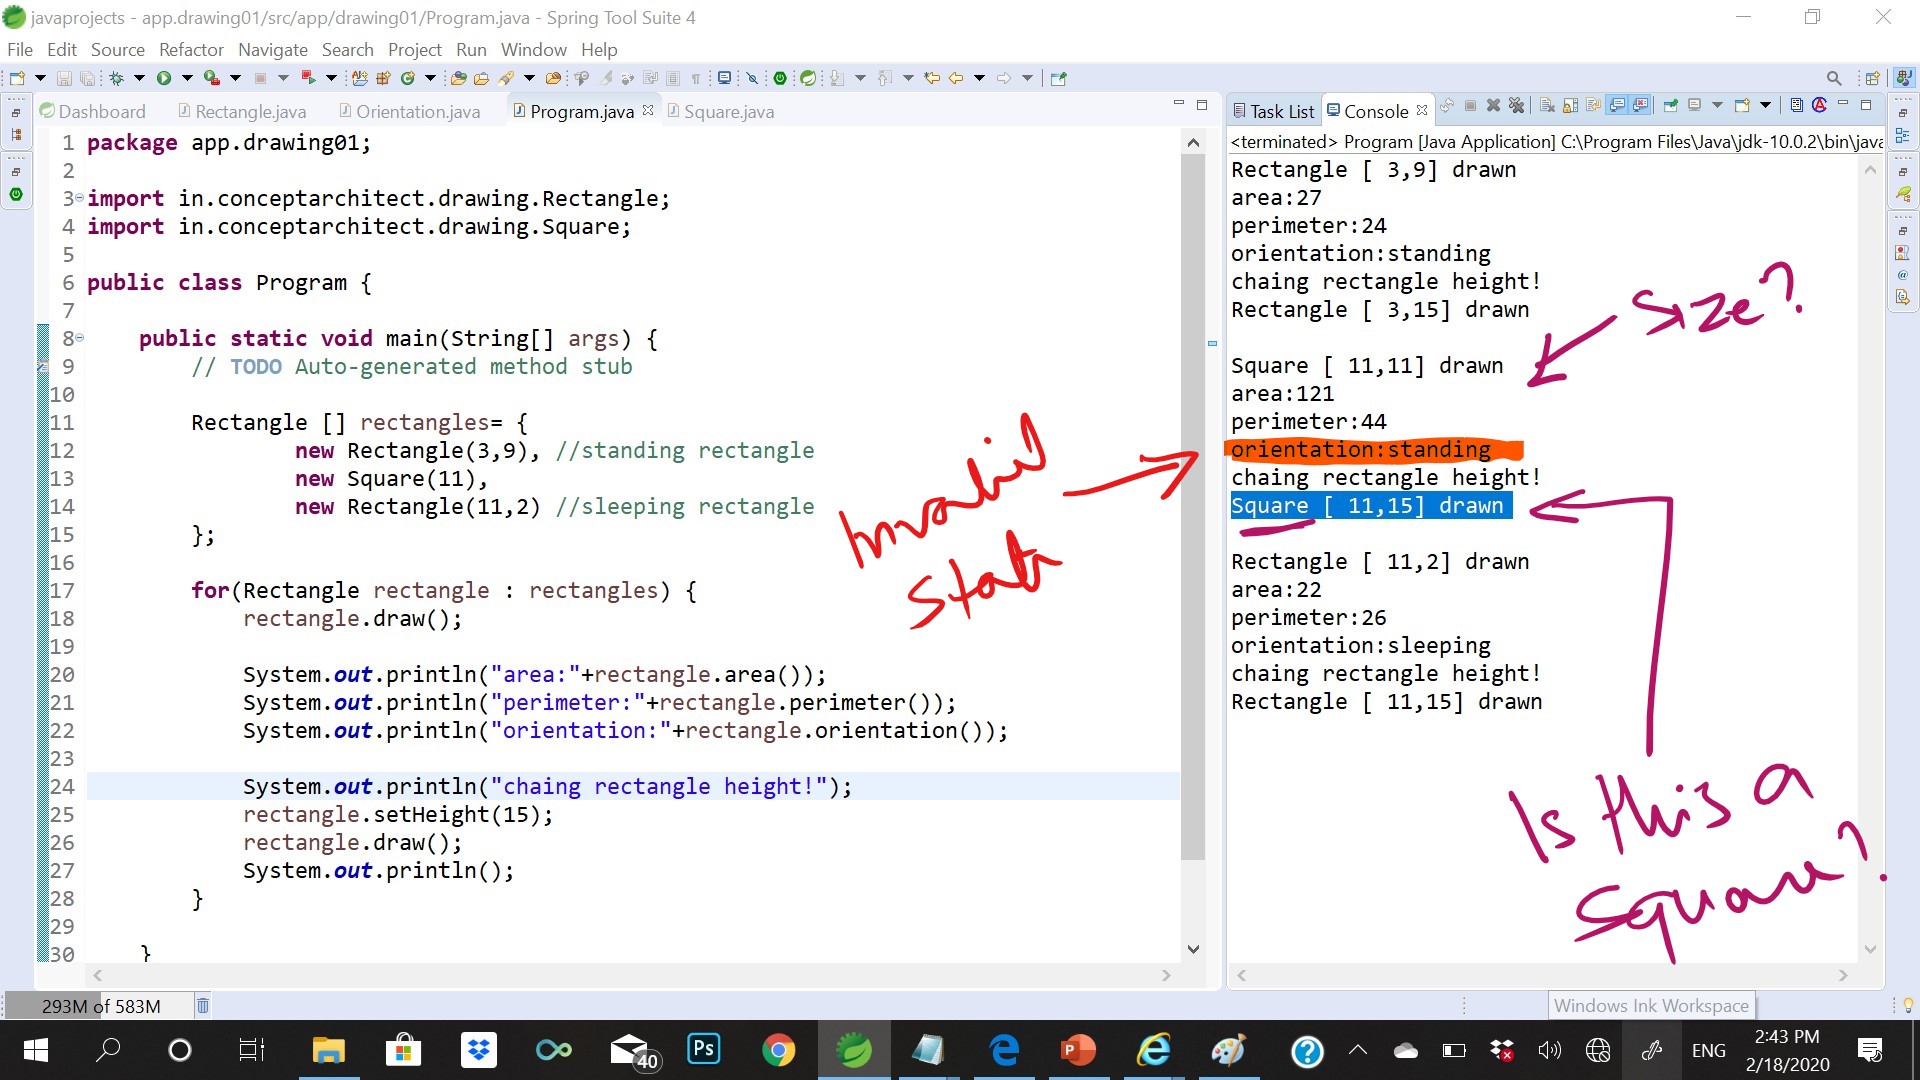 javaprojects - app.drawing01/src/app/drawing01/Program.java - Spring Tool Suite 4
File Edit Source Refactor Navigate Search Project Run Window Help
Dashboard Rectangle.java Orientation.java Program.java Square.java
1 package app.drawing01;
2
3 import in.conceptarchitect.drawing.Rectangle;
4 import in.conceptarchitect.drawing.Square;
5
6 public class Program {
7
8 public static void main(String[] args) {
9 // TODO Auto-generated method stub
10
11 Rectangle [] rectangles= {
12 new Rectangle(3,9), //standing rectangle
13 new Square(11),
14 new Rectangle(11,2) //sleeping rectangle
15 };
16
17 for(Rectangle rectangle : rectangles) {
18 rectangle.draw();
19
20 System.out.println("area:"+rectangle.area());
21 System.out.println("perimeter:"+rectangle.perimeter());
22 System.out.println("orientation:"+rectangle.orientation());
23
24 System.out.println("chaing rectangle height!");
25 rectangle.setHeight(15);
26 rectangle.draw();
27 System.out.println();
28 }
29
30 }
Invalid
State
Task List Console
<terminated> Program [Java Application] C:\Program Files\Java\jdk-10.0.2\bin\java
Rectangle [ 3,9] drawn
area:27
perimeter:24
orientation:standing
chaing rectangle height!
Rectangle [ 3,15] drawn
Size?
Square [ 11,11] drawn
area:121
perimeter:44
orientation:standing
chaing rectangle height!
Square [ 11,15] drawn
Rectangle [ 11,2] drawn
area:22
perimeter:26
orientation:sleeping
chaing rectangle height!
Rectangle [ 11,15] drawn
Is this a
Square?
293M of 583M
Windows Ink Workspace
40
Ps
P
ENG
2:43 PM
2/18/2020